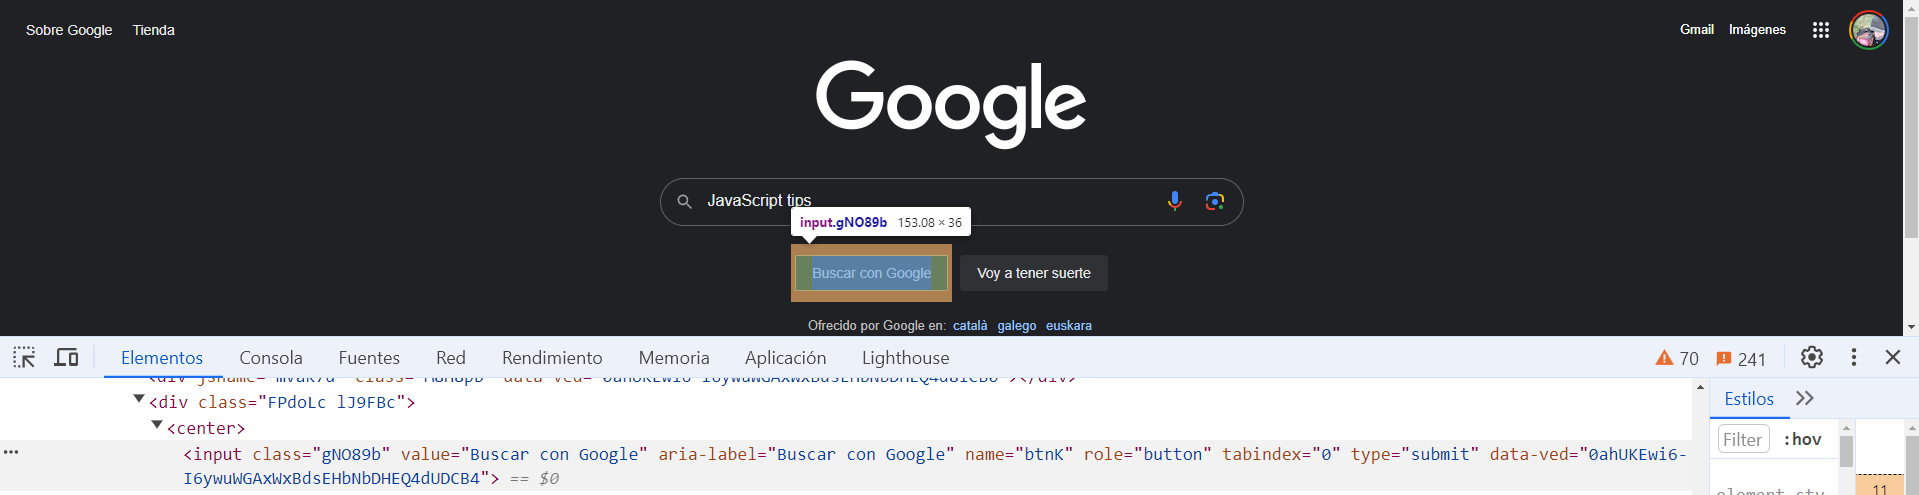 Sobre Google Tienda Gmail Imágenes
Google
JavaScript tips
input.gNO89b 153.08 × 36
Buscar con Google Voy a tener suerte
Ofrecido por Google en: català galego euskara
Elementos Consola Fuentes Red Rendimiento Memoria Aplicación Lighthouse 70 241
<div class="FPdoLc lJ9FBc"> Estilos
<center>
Filter :hov
<input class="gNO89b" value="Buscar con Google" aria-label="Buscar con Google" name="btnK" role="button" tabindex="0" type="submit" data-ved="0ahUKEwi6-
I6ywuWGAxWxBdsEHbNbDHEQ4dUDCB4"> == $0
element.sty 11